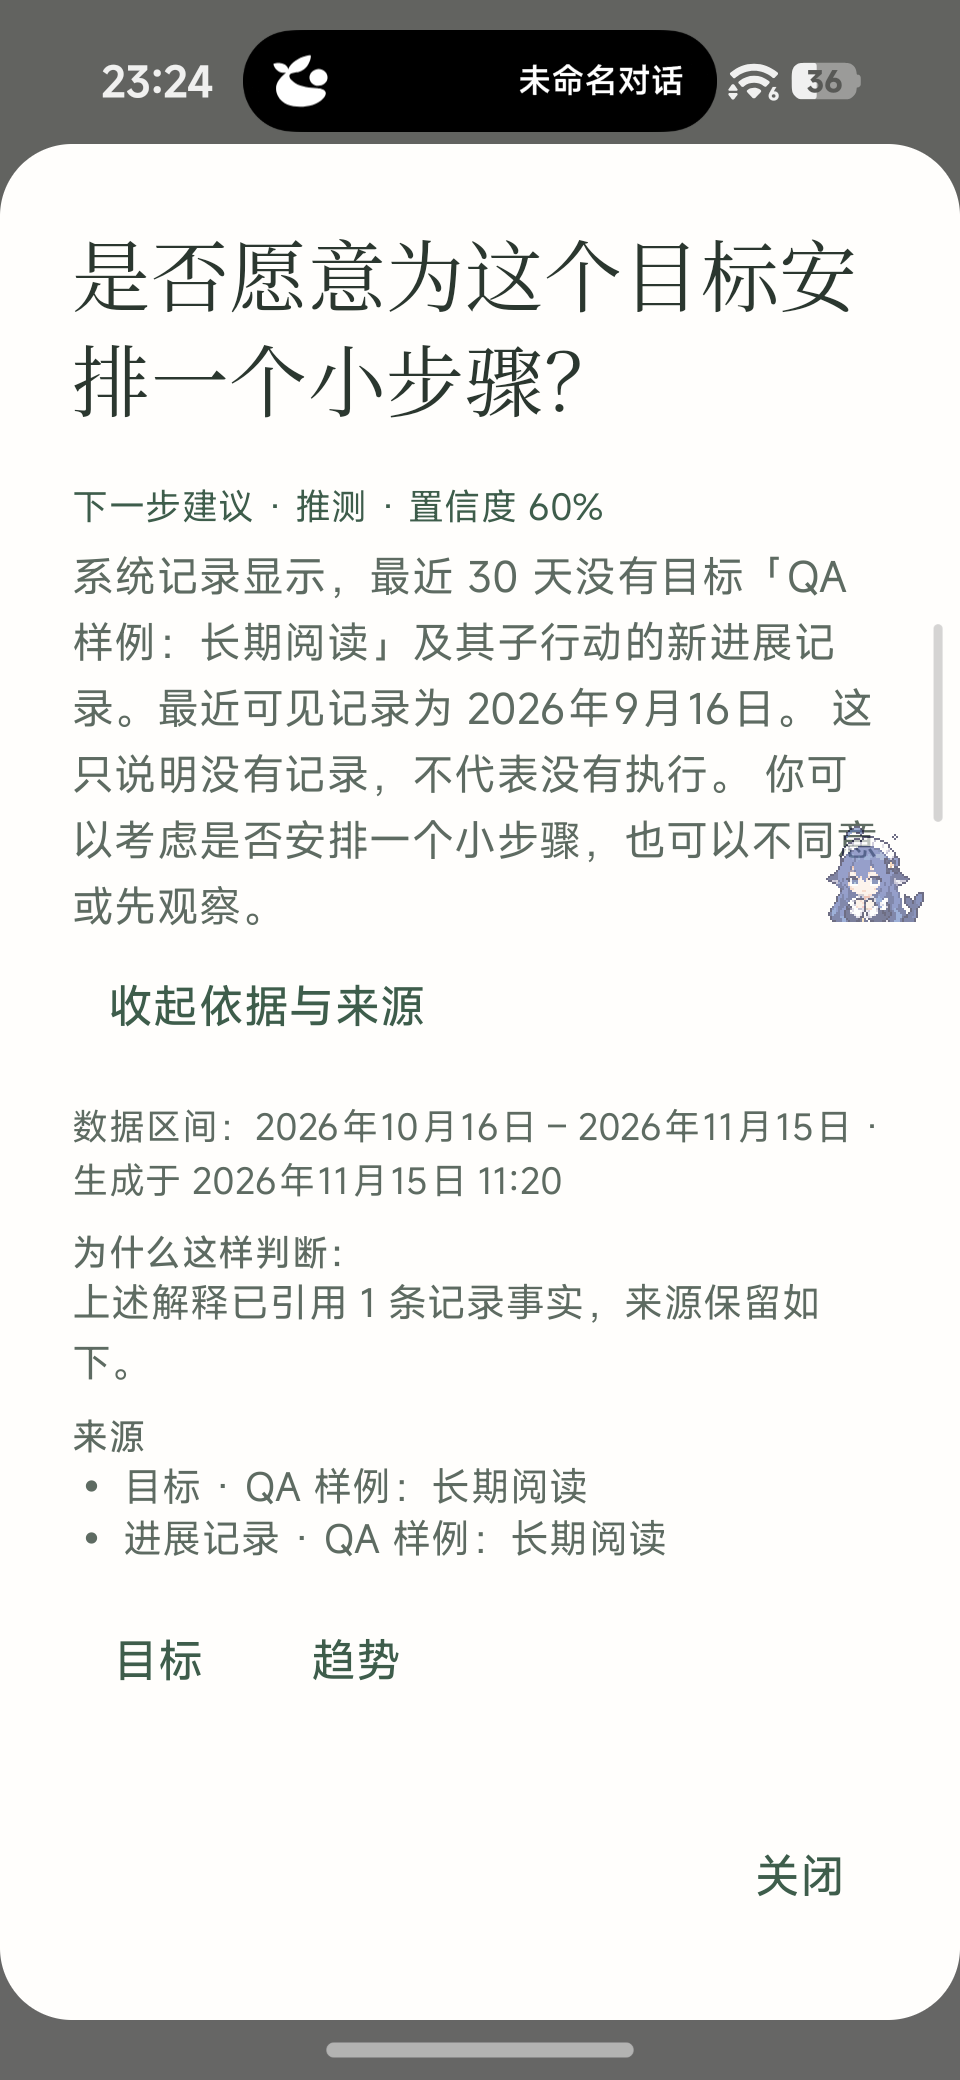 23:24
未命名对话
6
36
是否愿意为这个目标安
排一个小步骤？
下一步建议 · 推测 · 置信度 60%
系统记录显示，最近 30 天没有目标「QA
样例：长期阅读」及其子行动的新进展记
录。最近可见记录为 2026年9月16日。 这
只说明没有记录，不代表没有执行。 你可
以考虑是否安排一个小步骤，也可以不同意
或先观察。
收起依据与来源
数据区间：2026年10月16日 – 2026年11月15日 ·
生成于 2026年11月15日 11:20
为什么这样判断：
上述解释已引用 1 条记录事实，来源保留如
下。
来源
• 目标 · QA 样例：长期阅读
• 进展记录 · QA 样例：长期阅读
目标 趋势
关闭